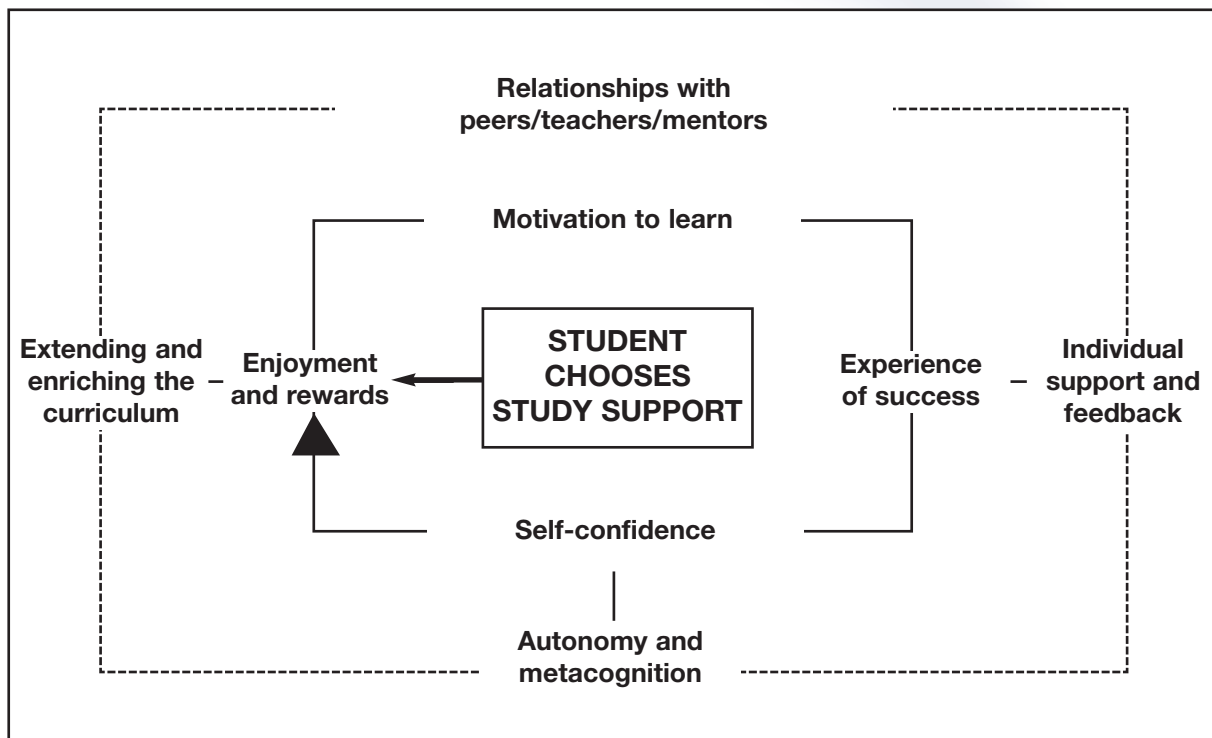 Relationships with
peers/teachers/mentors
Motivation to learn
Extending and
enriching the
curriculum
Enjoyment
and rewards
STUDENT
CHOOSES
STUDY SUPPORT
Experience
of success
Individual
support and
feedback
Self-confidence
Autonomy and
metacognition